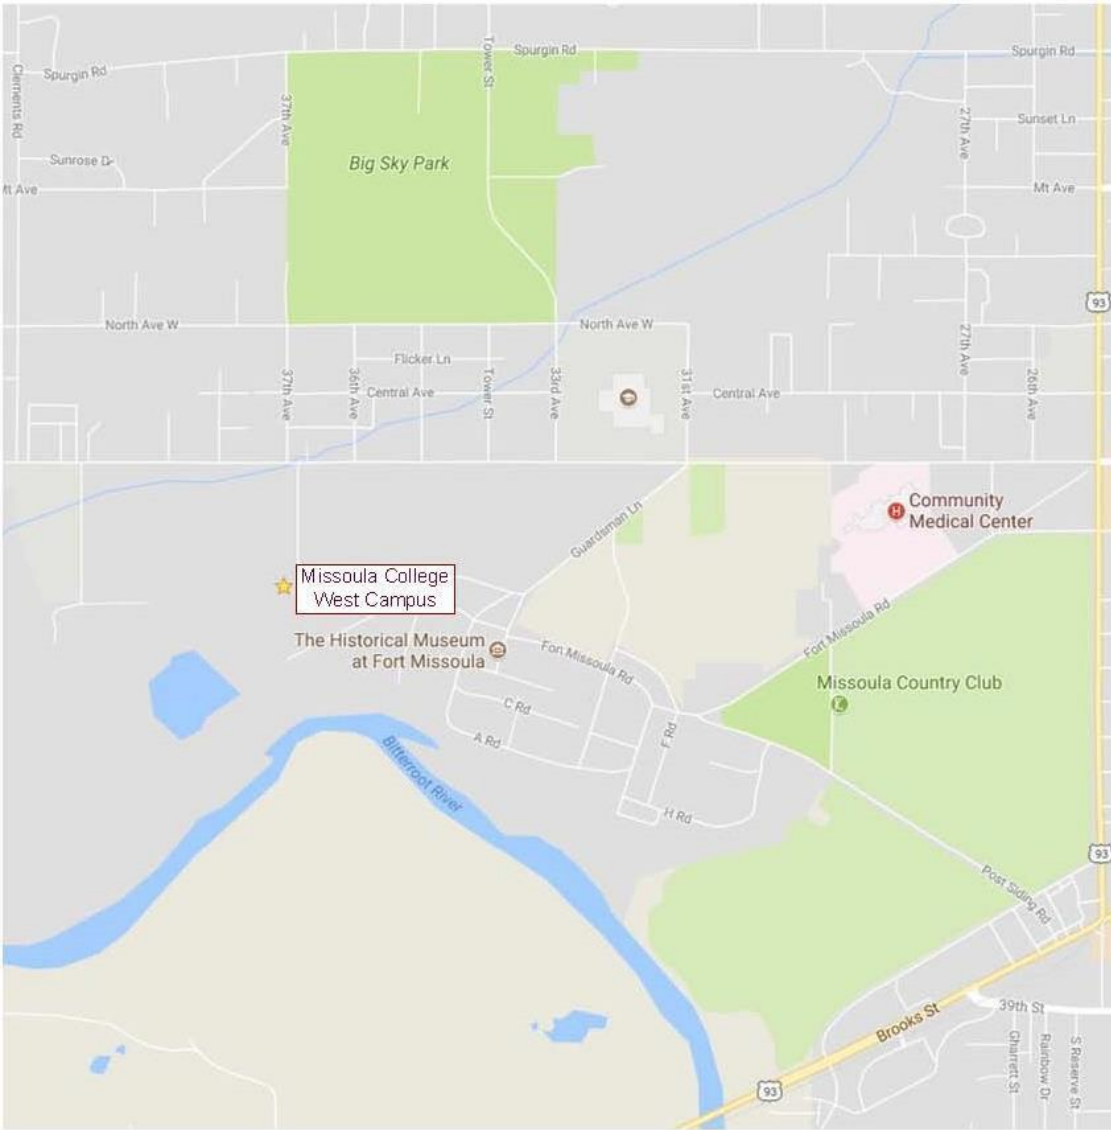 Tower St
Spurgin Rd
Spurgin Rd
Clements Rd
Spurgin Rd
37th Ave
27th Ave
Sunset Ln
Sunrose D
Big Sky Park
Mt Ave
Mt Ave
93
North Ave W
North Ave W
27th Ave
Flicker Ln
37th Ave
36th Ave
Central Ave
Tower St
33rd Ave
31st Ave
Central Ave
26th Ave
H
Community
Medical Center
Guardsman Ln
Missoula College
West Campus
Fort Missoula Rd
The Historical Museum
at Fort Missoula
Fort Missoula Rd
Missoula Country Club
C Rd
A Rd
F Rd
Bitterroot River
H Rd
93
Post Siding Rd
Brooks St
39th St
Gharrett St
Rainbow Dr
S Reserve St
93